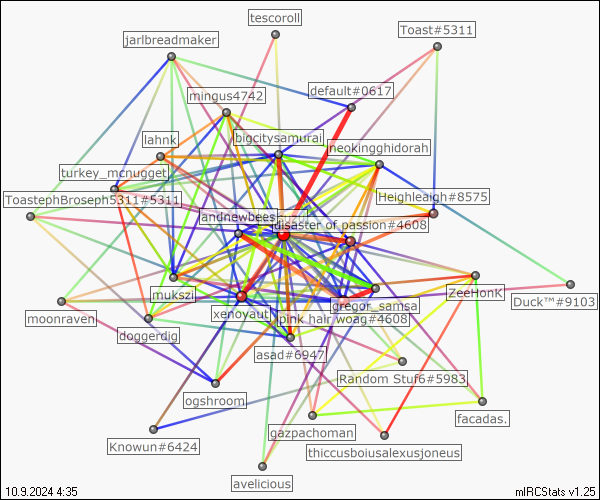 tescoroll
Toast#5311
jarlbreadmaker
default#0617
mingus4742
bigcitysamurai
lahnk
neokingghidorah
turkey_mcnugget
ToastephBroseph5311#5311
Heighleaigh#8575
landnewbees
disaster of passion#4608
mukszi
xenoyaut
gregor_samsa
ZeeHonK
Duck™#9103
moonraven
pink hair woag#4608
doggerdig
asad#6947
Random Stuf6#5983
ogshroom
facadas.
gazpachoman
Knowun#6424
thiccusboiusalexusjoneus
avelicious
10.9.2024 4:35
mIRCStats v1.25